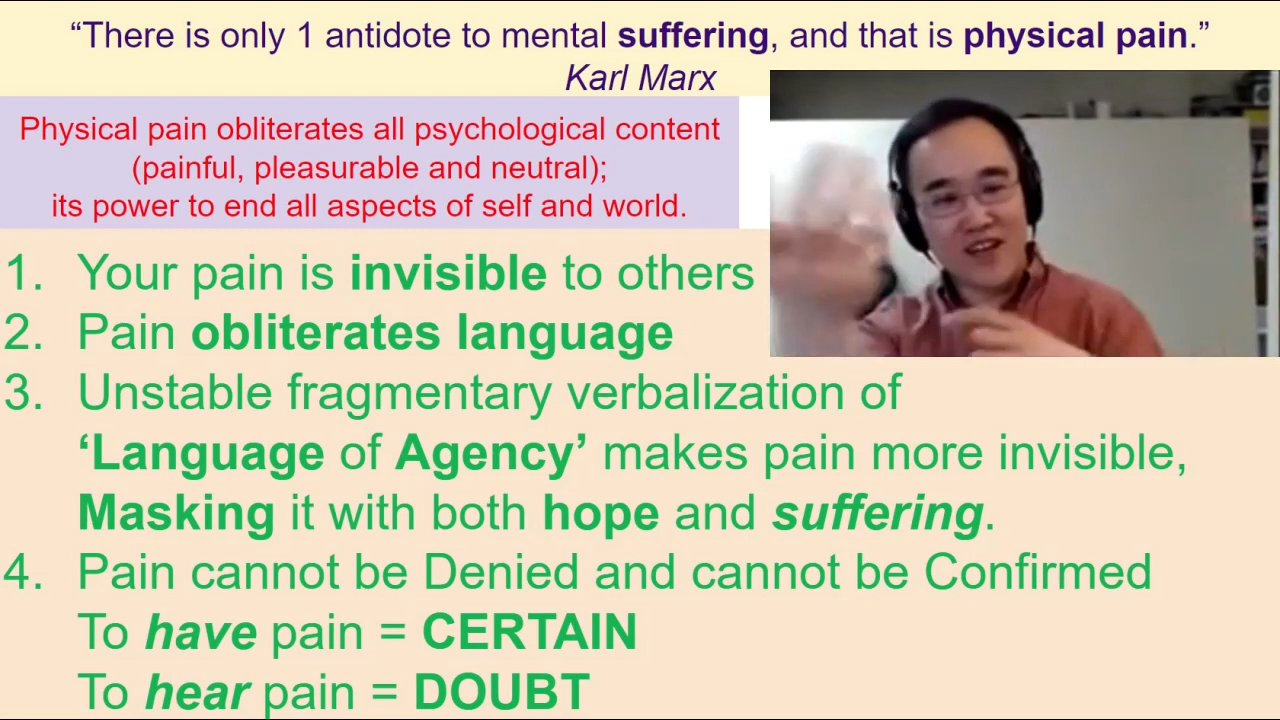 “There is only 1 antidote to mental suffering, and that is physical pain.”
Karl Marx
Physical pain obliterates all psychological content
(painful, pleasurable and neutral);
its power to end all aspects of self and world.
1. Your pain is invisible to others
2. Pain obliterates language
3. Unstable fragmentary verbalization of
‘Language of Agency’ makes pain more invisible,
Masking it with both hope and suffering.
4. Pain cannot be Denied and cannot be Confirmed
To have pain = CERTAIN
To hear pain = DOUBT